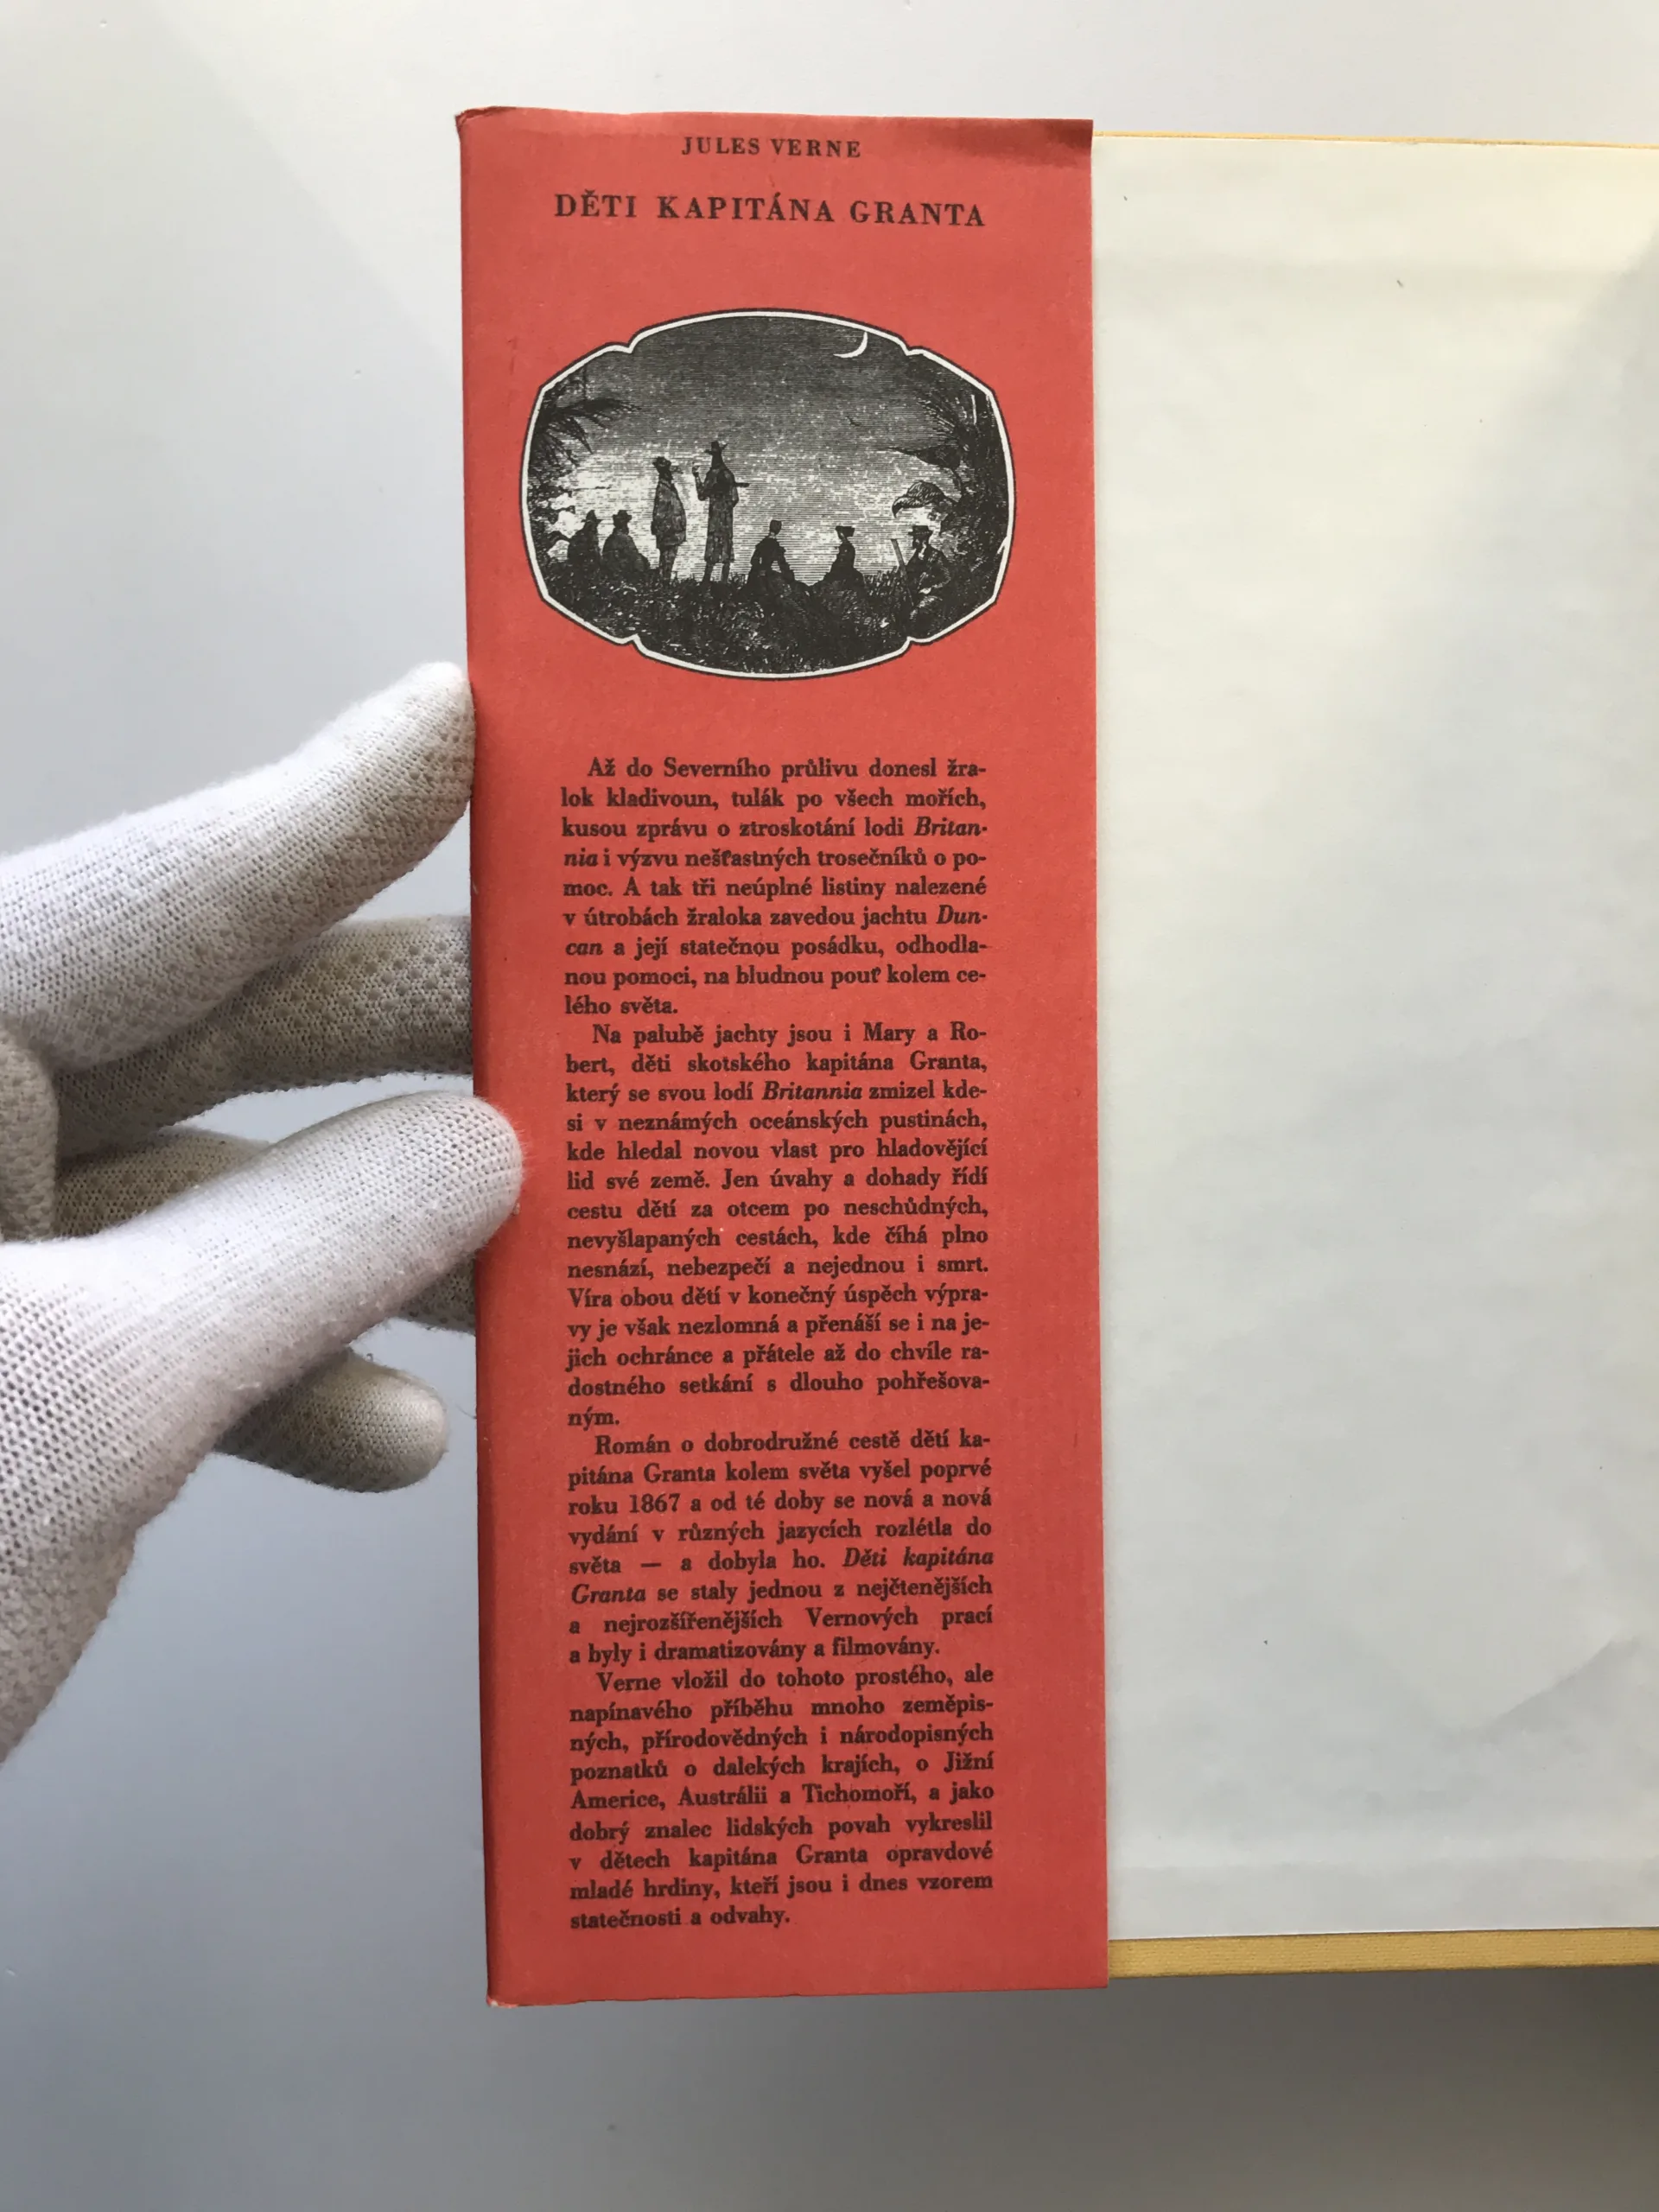 JULES VERNE
DĚTI KAPITÁNA GRANTA
Až do Severního průlivu donesl žra-
lok kladivoun, tulák po všech mořích,
kusou zprávu o ztroskotání lodi Britan-
nia i výzvu nešťastných trosečníků o po-
moc. A tak tři neúplné listiny nalezené
v útrobách žraloka zavedou jachtu Dun-
can a její statečnou posádku, odhodla-
nou pomoci, na bludnou pouť kolem ce-
lého světa.
Na palubě jachty jsou i Mary a Ro-
bert, děti skotského kapitána Granta,
který se svou lodí Britannia zmizel kde-
si v neznámých oceánských pustinách,
kde hledal novou vlast pro hladovějící
lid své země. Jen úvahy a dohady řídí
cestu dětí za otcem po neschůdných,
nevyšlapaných cestách, kde číhá plno
nesnází, nebezpečí a nejednou i smrt.
Víra obou dětí v konečný úspěch výpra-
vy je však nezlomná a přenáší se i na je-
jich ochránce a přátele až do chvíle ra-
dostného setkání s dlouho pohřešova-
ným.
Román o dobrodružné cestě dětí ka-
pitána Granta kolem světa vyšel poprvé
roku 1867 a od té doby se nová a nová
vydání v různých jazycích rozlétla do
světa — a dobyla ho. Děti kapitána
Granta se staly jednou z nejčtenějších
a nejrozšířenějších Vernových prací
a byly i dramatizovány a filmovány.
Verne vložil do tohoto prostého, ale
napínavého příběhu mnoho zeměpis-
ných, přírodovědných i národopisných
poznatků o dalekých krajích, o Jižní
Americe, Austrálii a Tichomoří, a jako
dobrý znalec lidských povah vykreslil
v dětech kapitána Granta opravdové
mladé hrdiny, kteří jsou i dnes vzorem
statečnosti a odvahy.